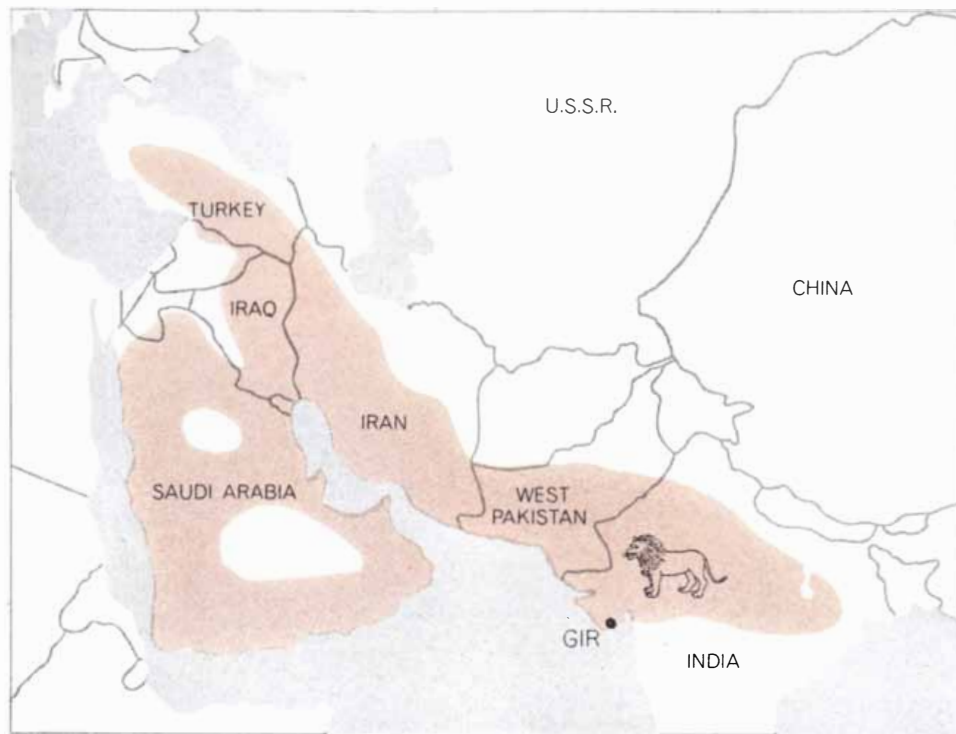 U.S.S.R.
TURKEY
CHINA
IRAQ
IRAN
SAUDI ARABIA
WEST
PAKISTAN
GIR
INDIA